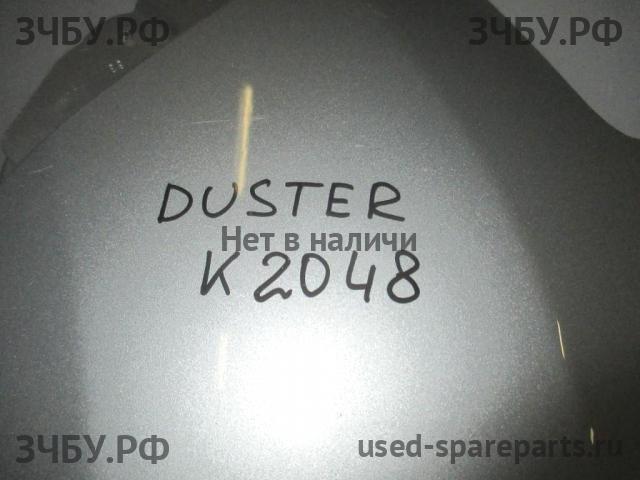 ЗЧБУ.РФ ЗЧБУ.РФ
DUSTER
Нет в наличи
K2048
ЗЧБУ.РФ used-spareparts.ru